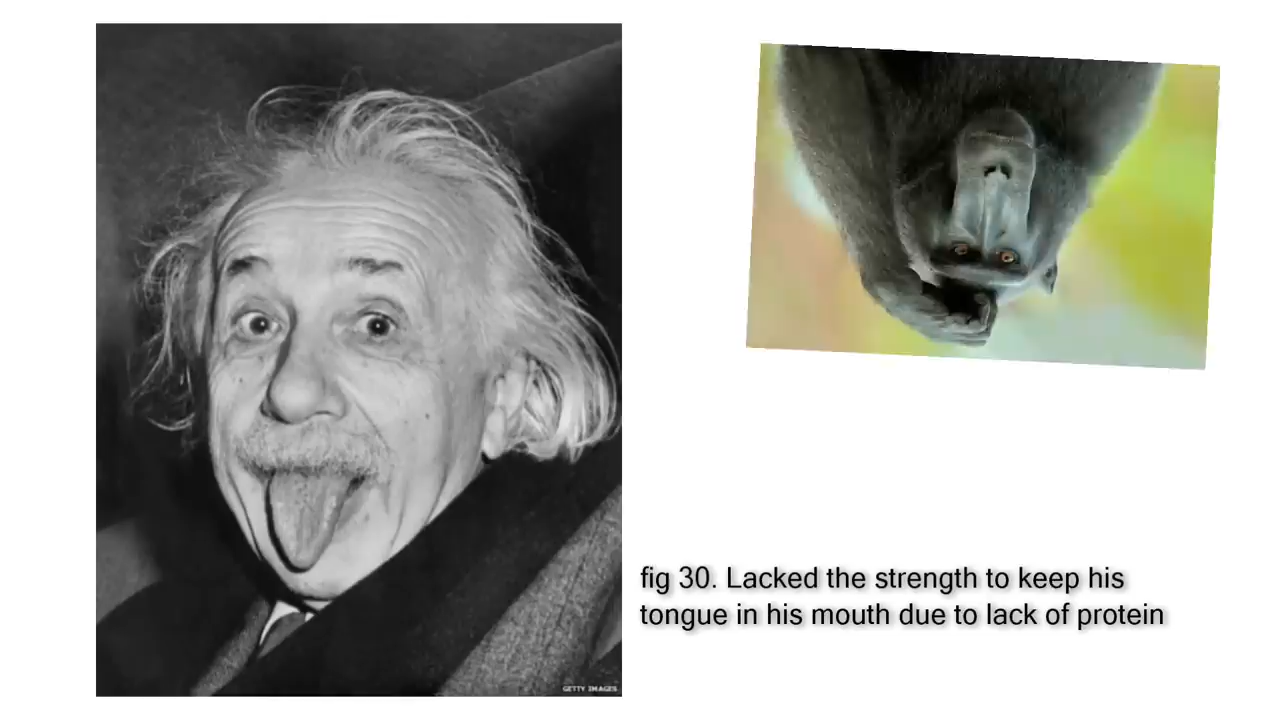 GETTY IMAGES
fig 30. Lacked the strength to keep his
tongue in his mouth due to lack of protein